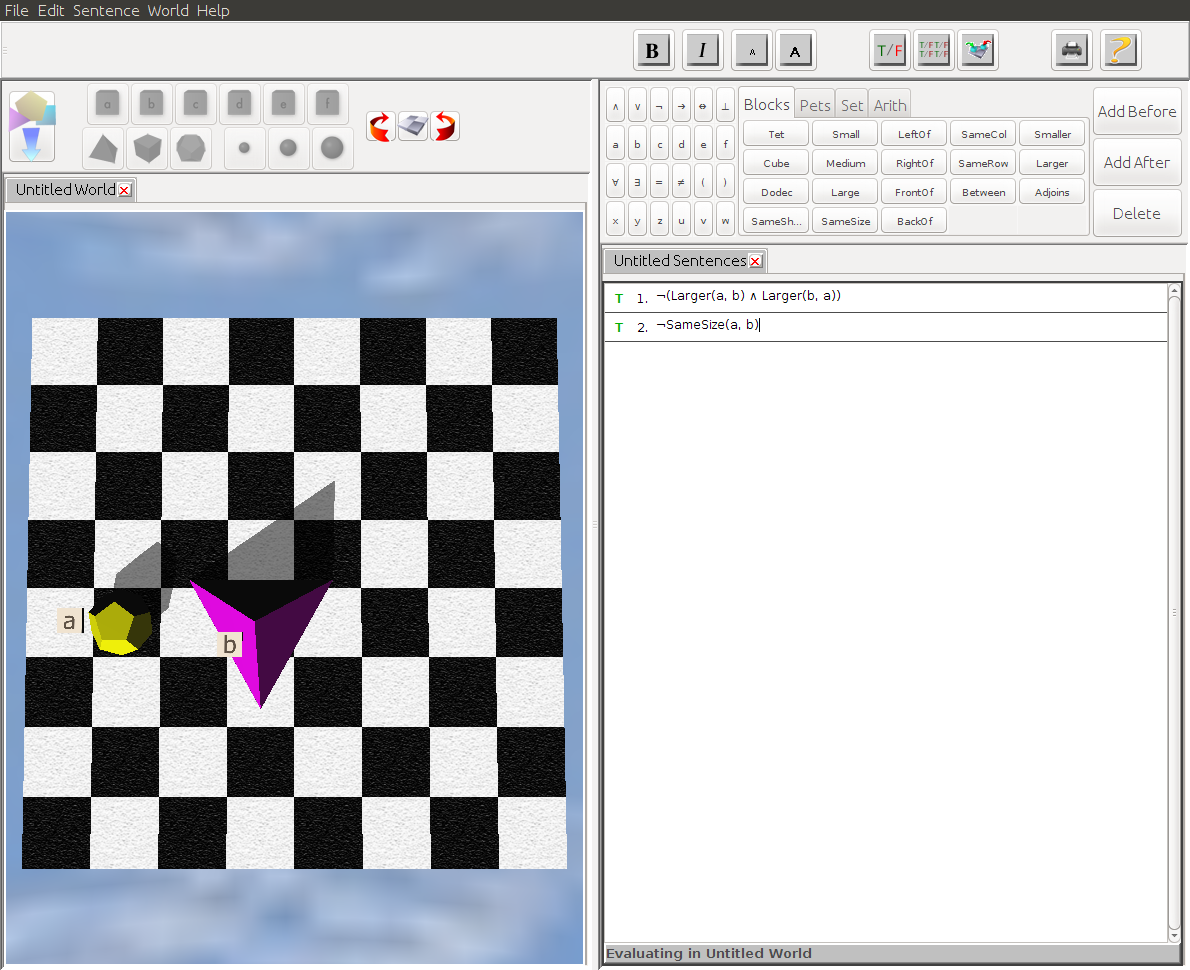 File Edit Sentence World Help
B I A A T/F T/FT/F T/FT/F ?
a b c d e f
∧ ∨ ¬ → ⇔ ⊥ Blocks Pets Set Arith Add Before
a b c d e f Tet Small LeftOf SameCol Smaller
∀ ∃ = ≠ ( ) Cube Medium RightOf SameRow Larger Add After
x y z u v w Dodec Large FrontOf Between Adjoins
SameSh... SameSize BackOf Delete
Untitled World
Untitled Sentences
T 1. ¬(Larger(a, b) ∧ Larger(b, a))
T 2. ¬SameSize(a, b)
a
b
Evaluating in Untitled World